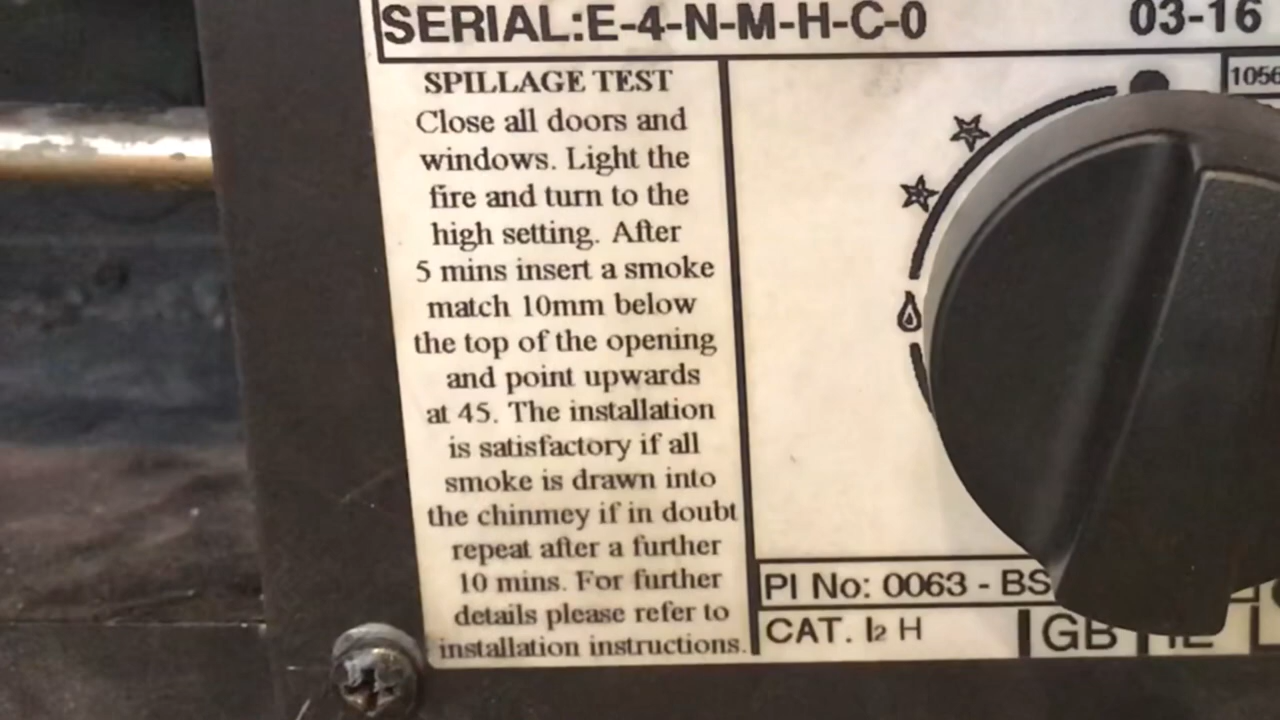 SERIAL:E-4-N-M-H-C-0 03-16
SPILLAGE TEST
Close all doors and
windows. Light the
fire and turn to the
high setting. After
5 mins insert a smoke
match 10mm below
the top of the opening
and point upwards
at 45. The installation
is satisfactory if all
smoke is drawn into
the chinmey if in doubt
repeat after a further
10 mins. For further
details please refer to
installation instructions.
1056
PI No: 0063 - BS
CAT. I2 H GB IE